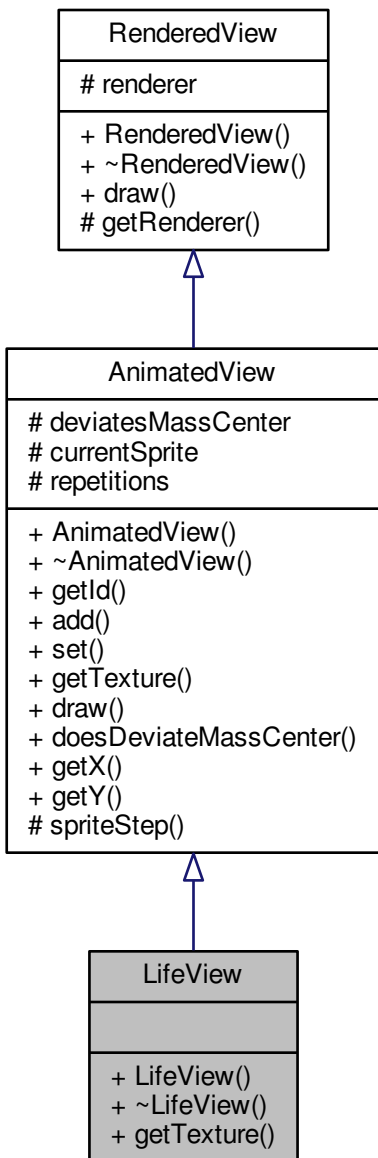 RenderedView
# renderer
+ RenderedView()
+ ~RenderedView()
+ draw()
# getRenderer()
AnimatedView
# deviatesMassCenter
# currentSprite
# repetitions
+ AnimatedView()
+ ~AnimatedView()
+ getId()
+ add()
+ set()
+ getTexture()
+ draw()
+ doesDeviateMassCenter()
+ getX()
+ getY()
# spriteStep()
LifeView
+ LifeView()
+ ~LifeView()
+ getTexture()